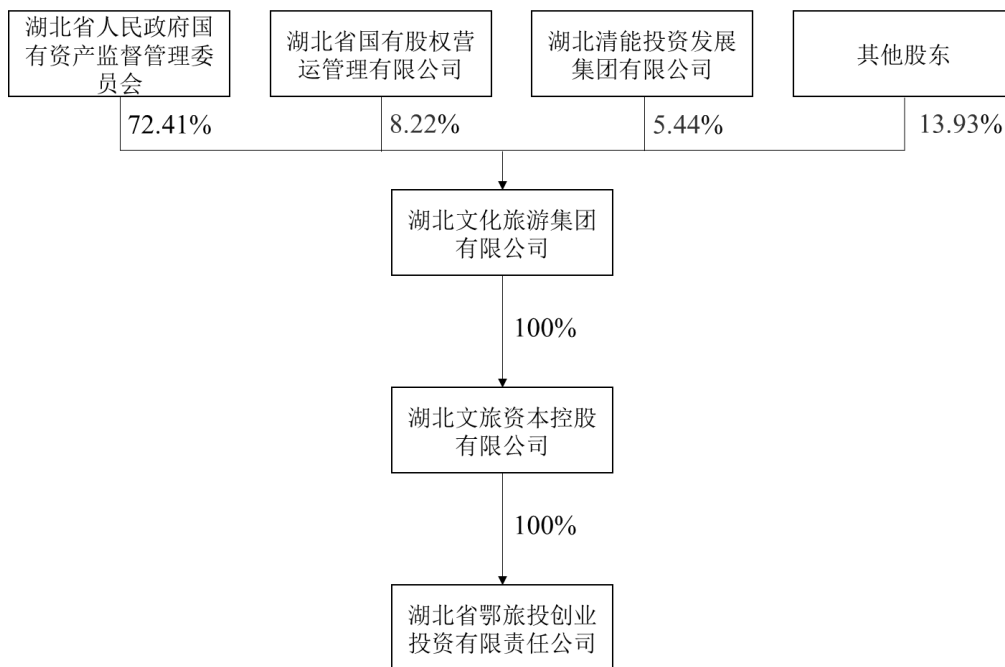 湖北省人民政府国
有资产监督管理委
员会
湖北省国有股权营
运管理有限公司
湖北清能投资发展
集团有限公司
其他股东
72.41%
8.22%
5.44%
13.93%
湖北文化旅游集团
有限公司
100%
湖北文旅资本控股
有限公司
100%
湖北省鄂旅投创业
投资有限责任公司